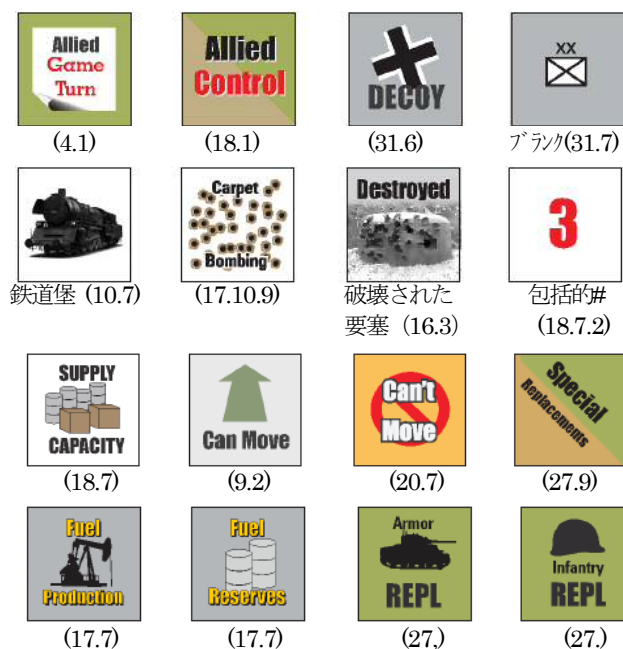 Allied
Game
Turn
(4.1)
Allied
Control
(18.1)
DECOY
(31.6)
XX
ブランク(31.7)
鉄道堡 (10.7)
Carpet
Bombing
(17.10.9)
Destroyed
破壊された
要塞 (16.3)
3
包括的#
(18.7.2)
SUPPLY
CAPACITY
(18.7)
Can Move
(9.2)
Can't
Move
(20.7)
Special
Replacements
(27.9)
Fuel
Production
(17.7)
Fuel
Reserves
(17.7)
Armor
REPL
(27,)
Infantry
REPL
(27.)